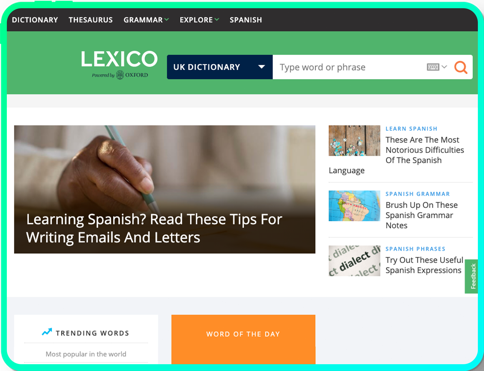 DICTIONARY THESAURUS GRAMMAR EXPLORE SPANISH
LEXICO
Powered by OXFORD
UK DICTIONARY
Type word or phrase
Learning Spanish? Read These Tips For
Writing Emails And Letters
LEARN SPANISH
These Are The Most
Notorious Difficulties
Of The Spanish
Language
SPANISH GRAMMAR
Brush Up On These
Spanish Grammar
Notes
SPANISH PHRASES
Try Out These Useful
Spanish Expressions
dialect
dialect
Feedback
TRENDING WORDS
Most popular in the world
WORD OF THE DAY